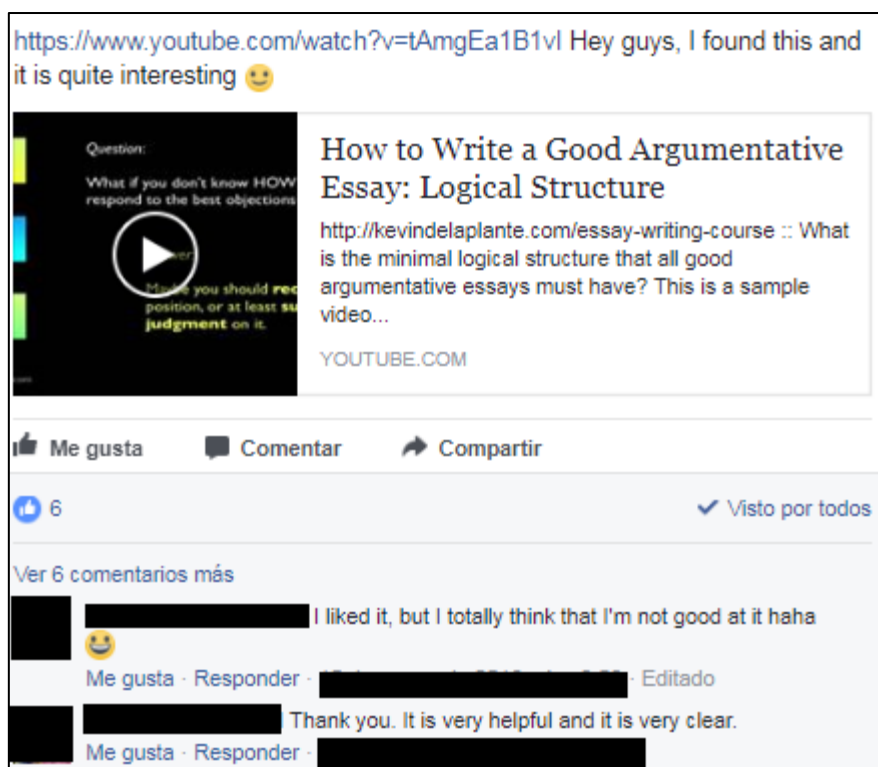 https://www.youtube.com/watch?v=tAmgEa1B1vI Hey guys, I found this and
it is quite interesting
Question:
What if you don't know HOW
respond to the best objections
you should rec
position, or at least su
judgment on it.
How to Write a Good Argumentative
Essay: Logical Structure
http://kevindelaplante.com/essay-writing-course :: What
is the minimal logical structure that all good
argumentative essays must have? This is a sample
video...
YOUTUBE.COM
Me gusta Comentar Compartir
6 Visto por todos
Ver 6 comentarios más
I liked it, but I totally think that I'm not good at it haha
Me gusta · Responder · · Editado
Thank you. It is very helpful and it is very clear.
Me gusta · Responder ·